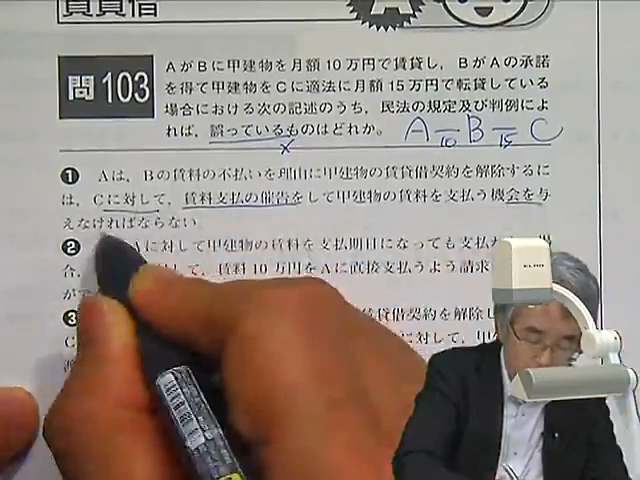 賃貸借
問103
AがBに甲建物を月額10万円で賃貸し、BがAの承諾
を得て甲建物をCに適法に月額15万円で転貸している
場合における次の記述のうち、民法の規定及び判例によ
れば、誤っているものはどれか。 A 10 B 15 C
×
❶ Aは、Bの賃料の不払いを理由に甲建物の賃貸借契約を解除するに
は、Cに対して、賃料支払の催告をして甲建物の賃料を支払う機会を与
えなければならない
❷ Aに対して甲建物の賃料を支払期日になっても支払
合、 賃料10万円をAに直接支払うよう請求
が
❸ 賃貸借契約を解除し
C に対して、甲
ELMO